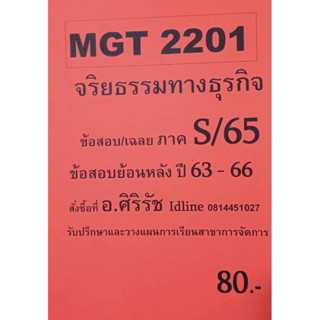 MGT 2201
จริยธรรมทางธุรกิจ
ข้อสอบ/เฉลย ภาค S/65
ข้อสอบย้อนหลัง ปี 63 - 66
สั่งซื้อที่ อ.ศิริรัช Idline 0814451027
รับปรึกษาและวางแผนการเรียนสาขาการจัดการ
80.-